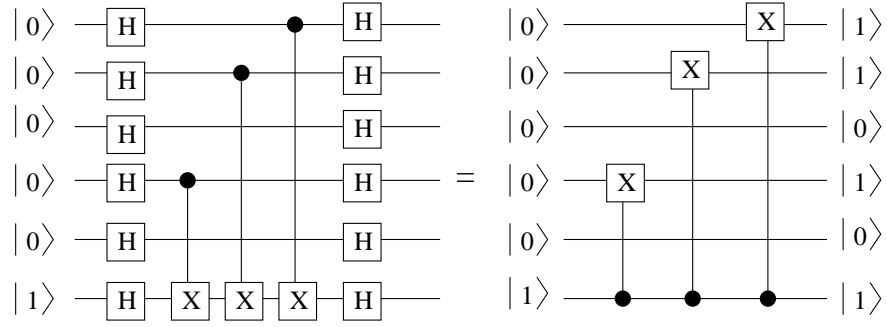 |0⟩ H H |0⟩ X |1⟩
|0⟩ H H |0⟩ X |1⟩
|0⟩ H H |0⟩ |0⟩
|0⟩ H H = |0⟩ X |1⟩
|0⟩ H H |0⟩ |0⟩
|1⟩ H X X X H |1⟩ |1⟩